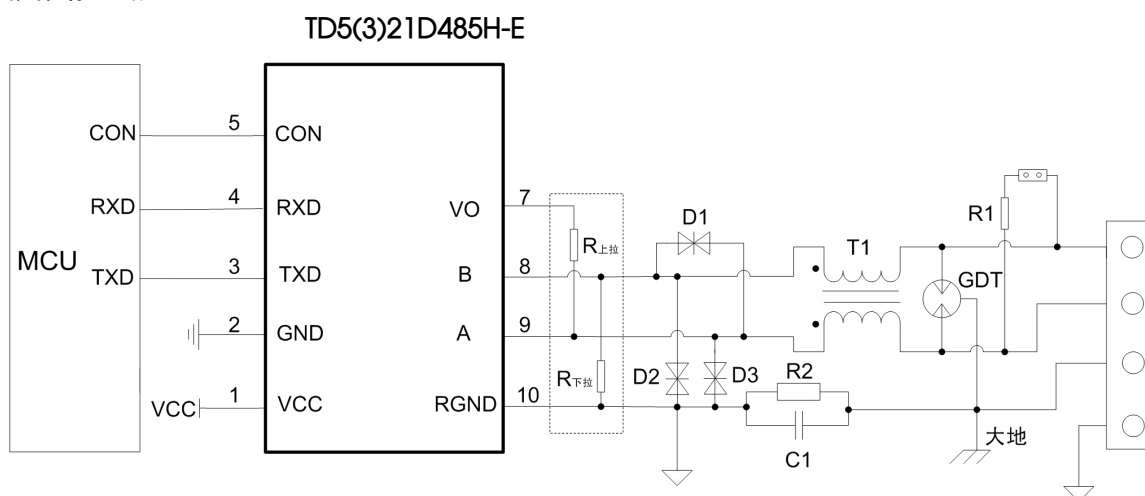 TD5(3)21D485H-E
MCU
CON 5 CON
RXD 4 RXD
TXD 3 TXD
2 GND
VCC 1 VCC
VO 7
B 8
A 9
RGND 10
R上拉
R下拉
D1
D2
D3
T1
R2
C1
R1
GDT
大地